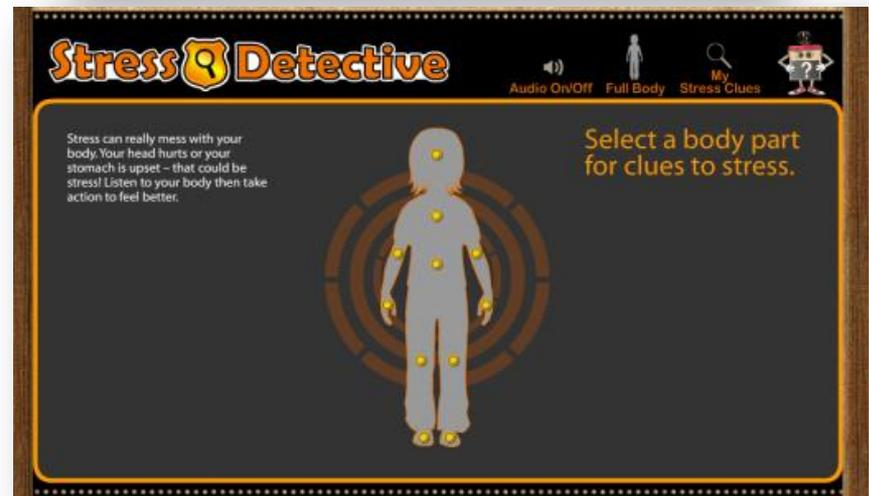 Stress Detective
Audio On/Off
Full Body
My
Stress Clues
?
Stress can really mess with your
body. Your head hurts or your
stomach is upset – that could be
stress! Listen to your body then take
action to feel better.
Select a body part
for clues to stress.